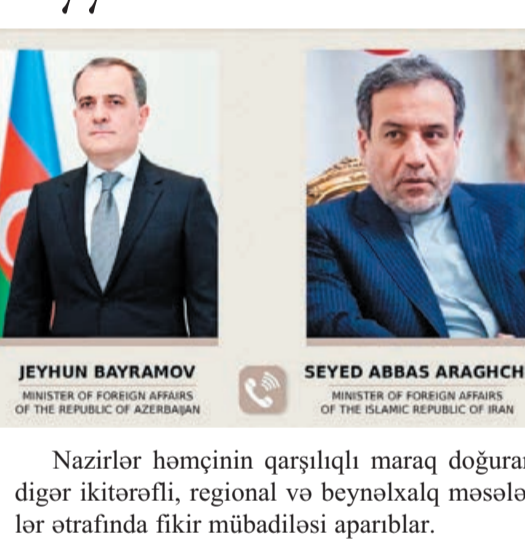 JEYHUN BAYRAMOV
MINISTER OF FOREIGN AFFAIRS
OF THE REPUBLIC OF AZERBAIJAN
SEYED ABBAS ARAGHCH
MINISTER OF FOREIGN AFFAIRS
OF THE ISLAMIC REPUBLIC OF IRAN
Nazirlər həmçinin qarşılıqlı maraq doğuran
digər ikitərəfli, regional və beynəlxalq məsələ
lər ətrafında fikir mübadiləsi aparıblar.